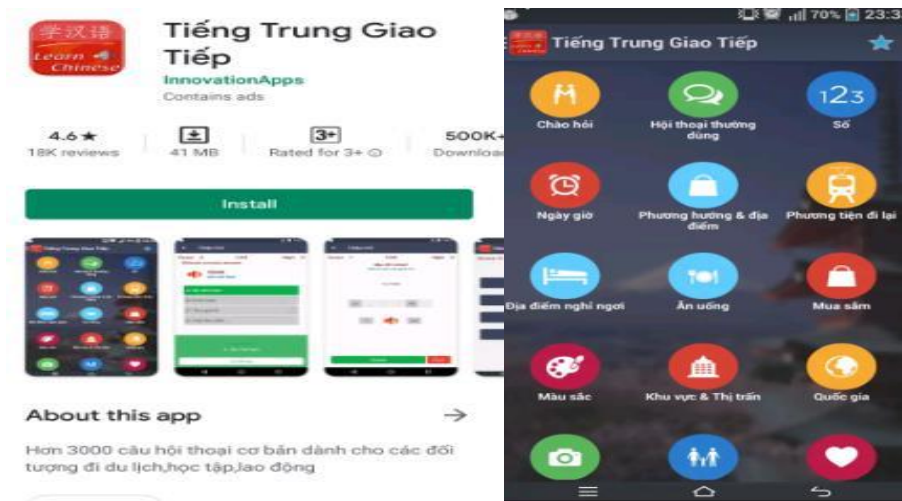 学汉语
Learn
Chinese
Tiếng Trung Giao
Tiếp
InnovationApps
Contains ads
4.6★
18K reviews
41 MB
3+
Rated for 3+
500K+
Downloa
Install
About this app
Hơn 3000 câu hội thoại cơ bản dành cho các đối
tượng đi du lịch,học tập,lao động
70% 23:3
Tiếng Trung Giao Tiếp
Chào hỏi
Hội thoại thường
dùng
123
Số
Ngày giờ
Phương hướng & địa
điểm
Phương tiện đi lại
Địa điểm nghỉ ngơi
Ăn uống
Mua sắm
Màu sắc
Khu vực & Thị trấn
Quốc gia